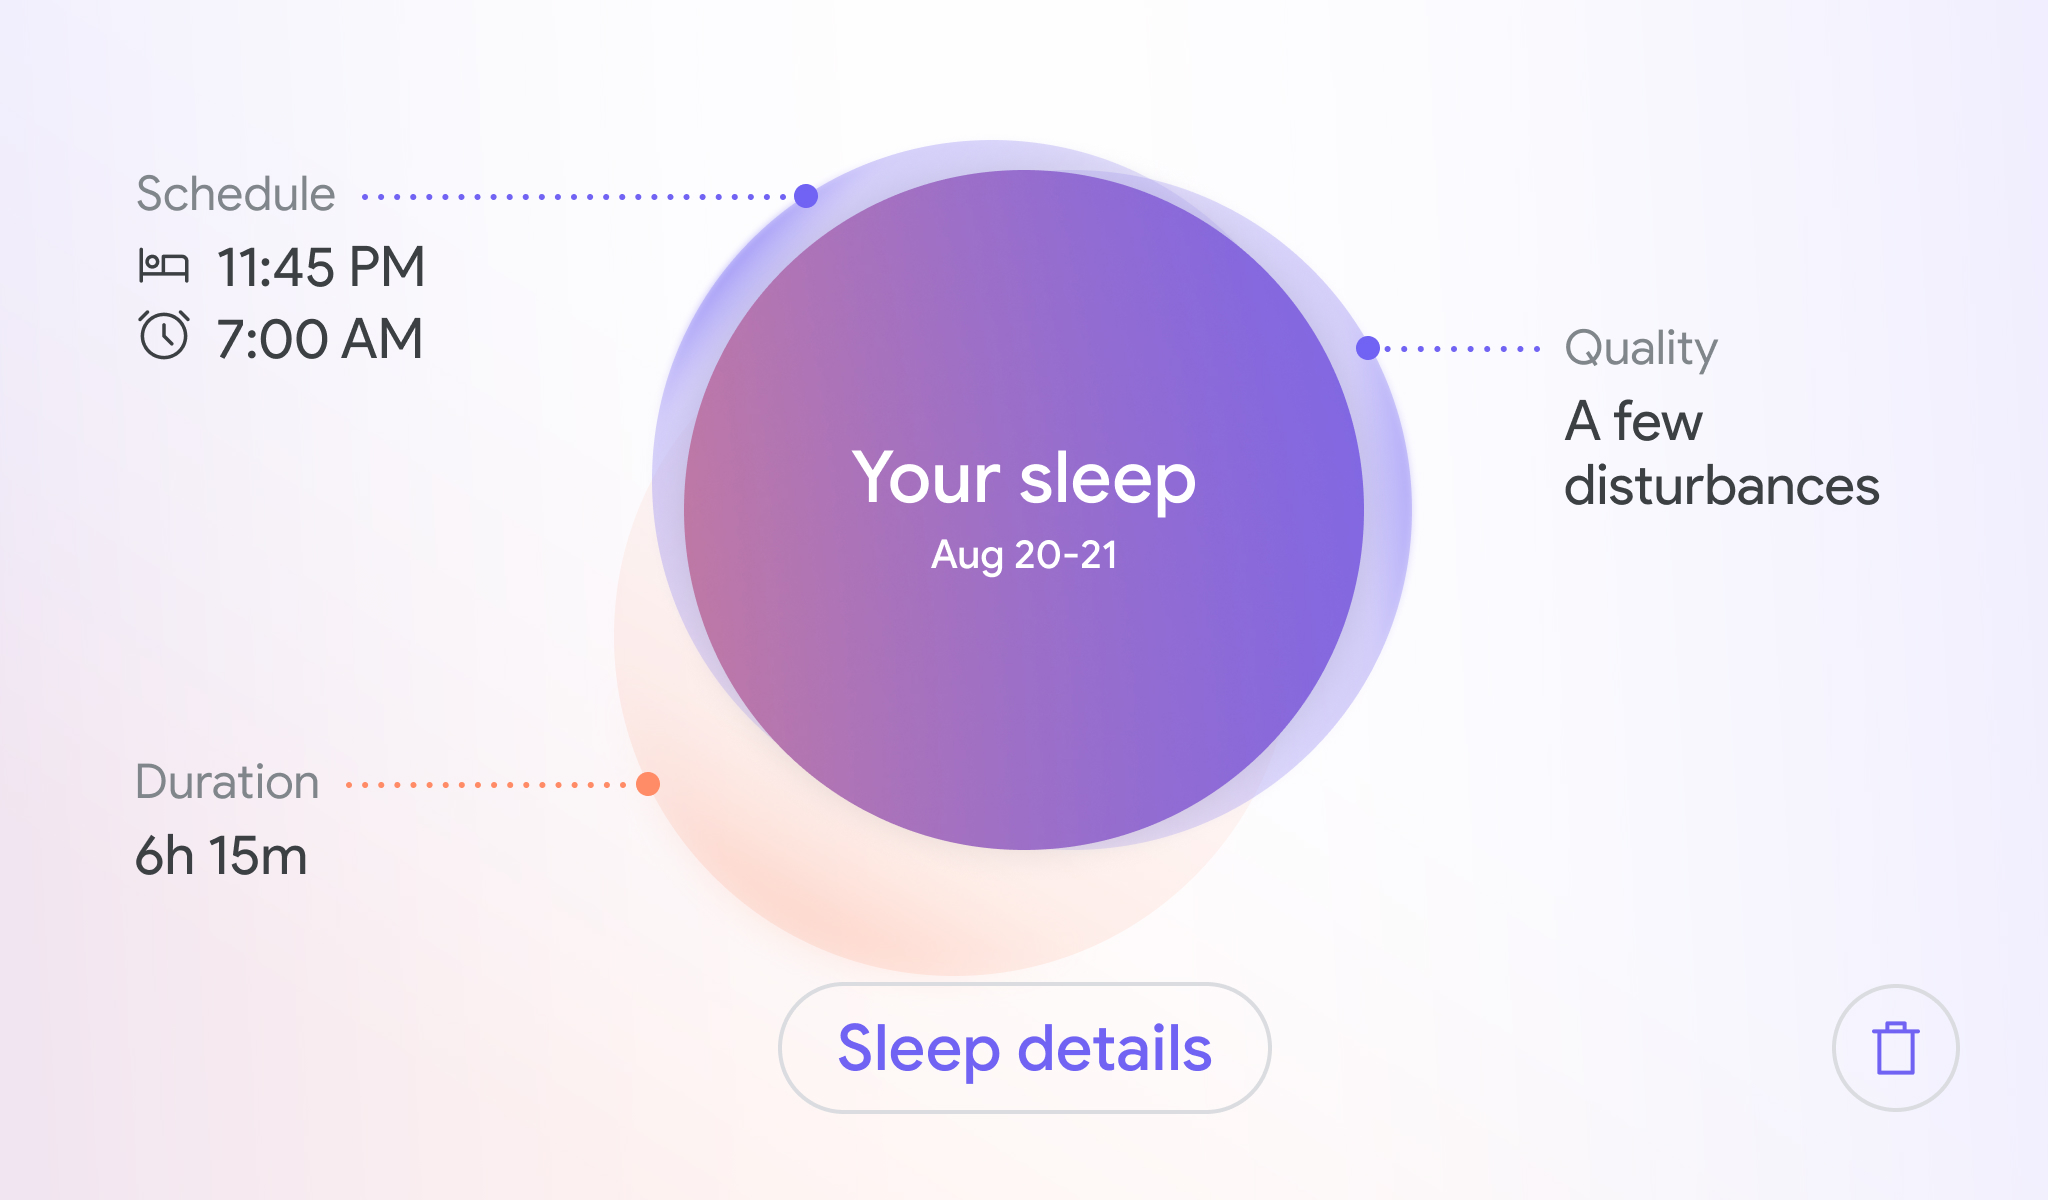 Schedule
11:45 PM
7:00 AM
Quality
A few
disturbances
Your sleep
Aug 20-21
Duration
6h 15m
Sleep details